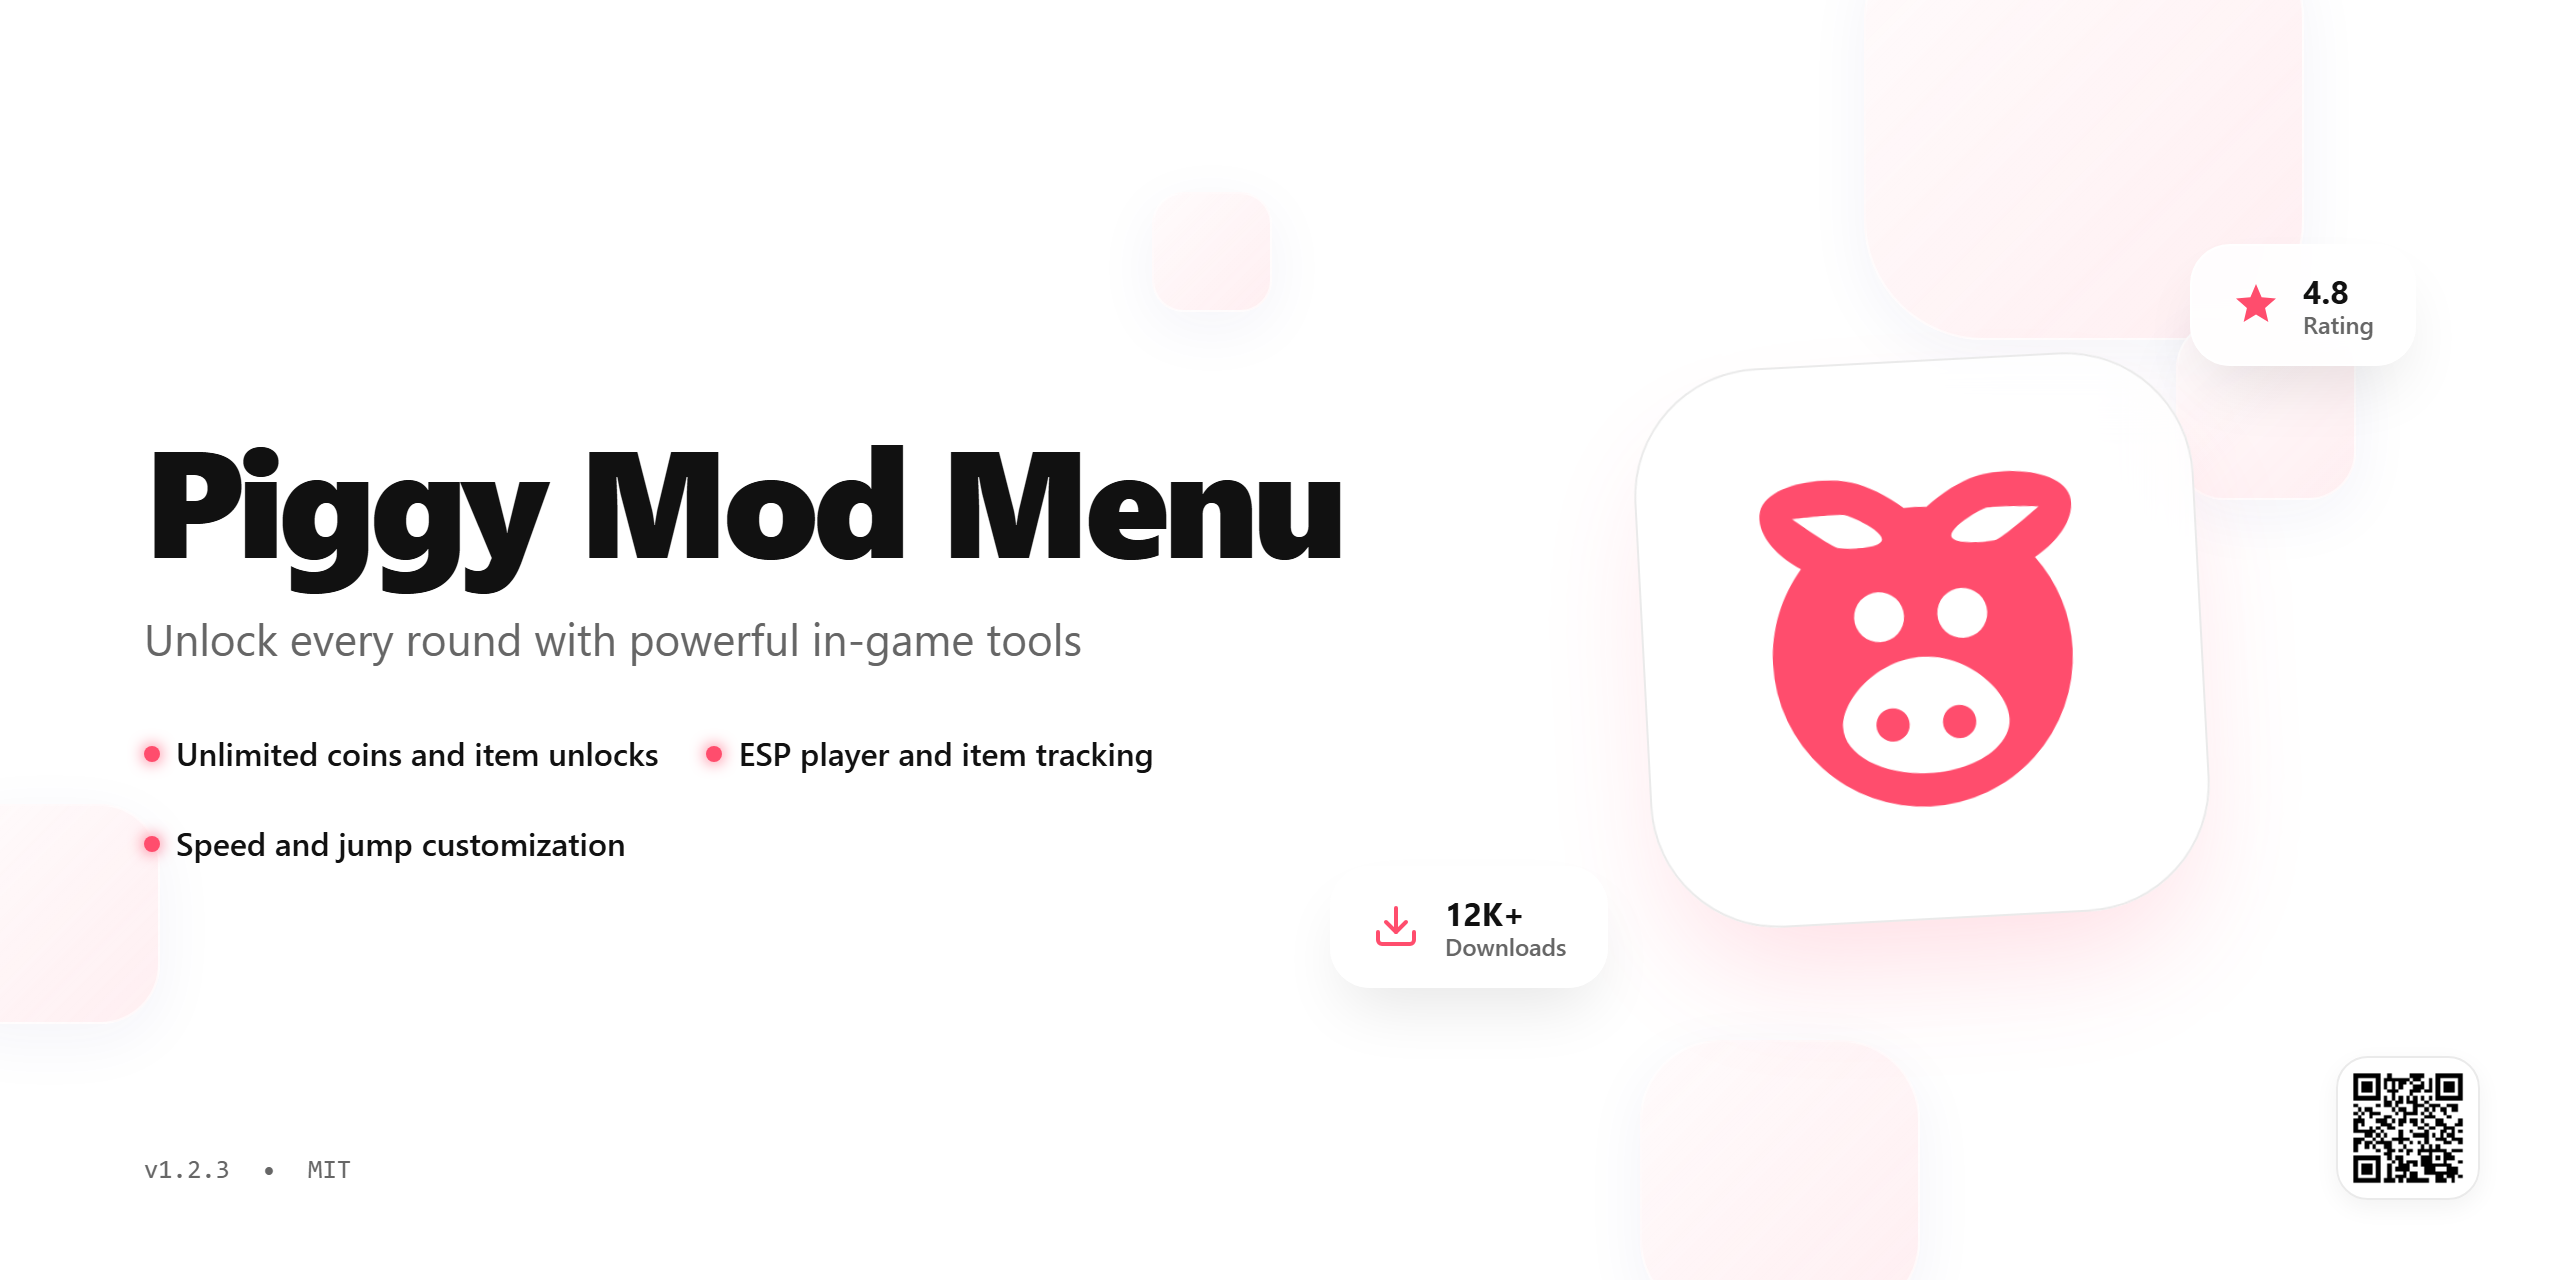 Piggy Mod Menu
Unlock every round with powerful in-game tools
Unlimited coins and item unlocks
ESP player and item tracking
Speed and jump customization
4.8
Rating
12K+
Downloads
v1.2.3 • MIT